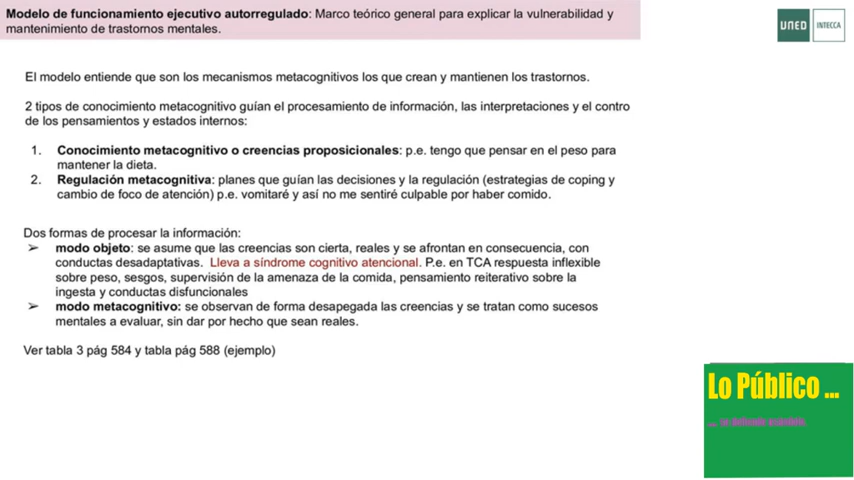 Modelo de funcionamiento ejecutivo autorregulado: Marco teórico general para explicar la vulnerabilidad y
mantenimiento de trastornos mentales.
UNED INTECCA
El modelo entiende que son los mecanismos metacognitivos los que crean y mantienen los trastornos.
2 tipos de conocimiento metacognitivo guían el procesamiento de información, las interpretaciones y el contro
de los pensamientos y estados internos:
1. Conocimiento metacognitivo o creencias proposicionales: p.e. tengo que pensar en el peso para
mantener la dieta.
2. Regulación metacognitiva: planes que guían las decisiones y la regulación (estrategias de coping y
cambio de foco de atención) p.e. vomitaré y así no me sentiré culpable por haber comido.
Dos formas de procesar la información:
➢ modo objeto: se asume que las creencias son cierta, reales y se afrontan en consecuencia, con
conductas desadaptativas. Lleva a síndrome cognitivo atencional. P.e. en TCA respuesta inflexible
sobre peso, sesgos, supervisión de la amenaza de la comida, pensamiento reiterativo sobre la
ingesta y conductas disfuncionales
➢ modo metacognitivo: se observan de forma desapegada las creencias y se tratan como sucesos
mentales a evaluar, sin dar por hecho que sean reales.
Ver tabla 3 pág 584 y tabla pág 588 (ejemplo)
Lo Público ...